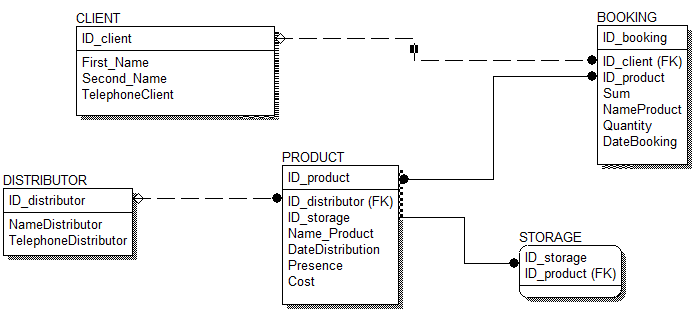 CLIENT
ID_client
First_Name
Second_Name
TelephoneClient
BOOKING
ID_booking
ID_client (FK)
ID_product
Sum
NameProduct
Quantity
DateBooking
DISTRIBUTOR
ID_distributor
NameDistributor
TelephoneDistributor
PRODUCT
ID_product
ID_distributor (FK)
ID_storage
Name_Product
DateDistribution
Presence
Cost
STORAGE
ID_storage
ID_product (FK)